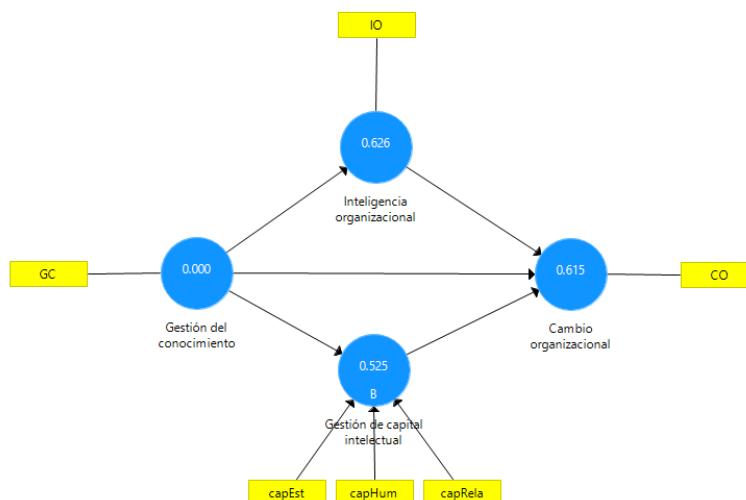 IO
0.626
Inteligencia
organizacional
GC
0.000
Gestión del
conocimiento
0.615
CO
Cambio
organizacional
0.525
B
Gestión de capital
intelectual
capEst
capHum
capRela